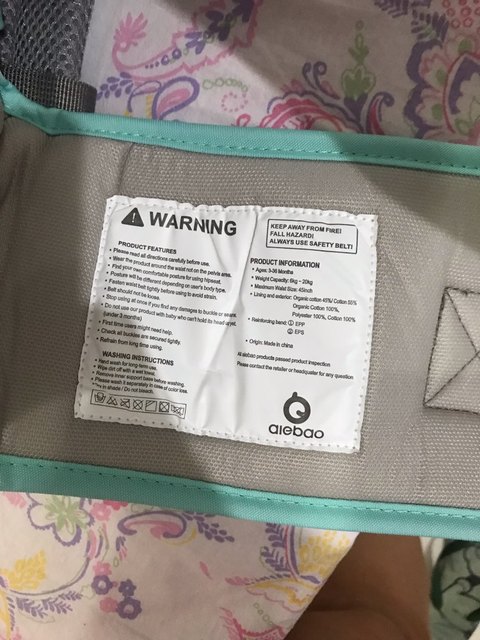 WARNING
KEEP AWAY FROM FIRE!
FALL HAZARD!
ALWAYS USE SAFETY BELT!
PRODUCT FEATURES
• Please read all directions carefully before use.
• Wear the product around the waist not on the pelvis area.
• Find your own comfortable posture for using hipseat.
• Posture will be different depending on user's body type.
• Fasten waist belt tightly before using to avoid strain.
• Belt should not be loose.
• Stop using at once if you find any damages to buckle or seams.
• Do not use our product with baby who can't hold its head yet.
(under 3 months)
• First time users might need help.
• Check all buckles are secured tightly.
• Refrain from long time using.
WASHING INSTRUCTIONS
• Hand wash for long-term use.
• Wipe dirt off with a wet towel.
• Remove inner support base before washing.
• Please wash it separately in case of color loss.
in shade / Do not bleach.
PRODUCT INFORMATION
• Ages: 3-36 Months
• Weight Capacity: 6kg ~ 20kg
• Maximum Waist Size: 45inch
• Lining and exterior: Organic cotton 45%/ Cotton 55%
Organic Cotton 100%,
Polyester 100%, Cotton 100%
• Reinforcing band: ① EPP
② EPS
• Origin: Made in china
All aiebao products passed product inspection
Please contact the retailer or headqualer for any question
aiebao